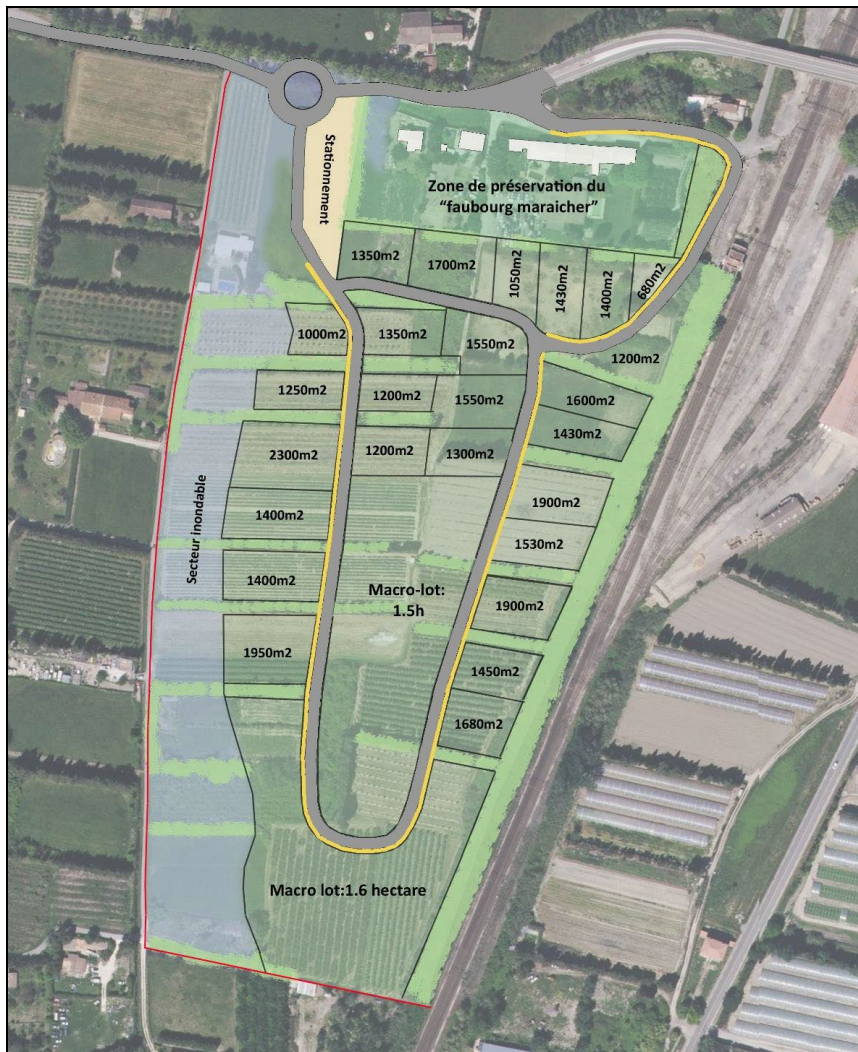 Stationnement
Zone de préservation du
“faubourg maraicher”
1350m2
1700m2
1050m2
1430m2
1400m2
680m2
1000m2
1350m2
1550m2
1200m2
1250m2
1200m2
1550m2
1600m2
1430m2
2300m2
1200m2
1300m2
1900m2
1400m2
1530m2
Secteur inondable
1400m2
Macro-lot:
1.5h
1900m2
1950m2
1450m2
1680m2
Macro lot:1.6 hectare